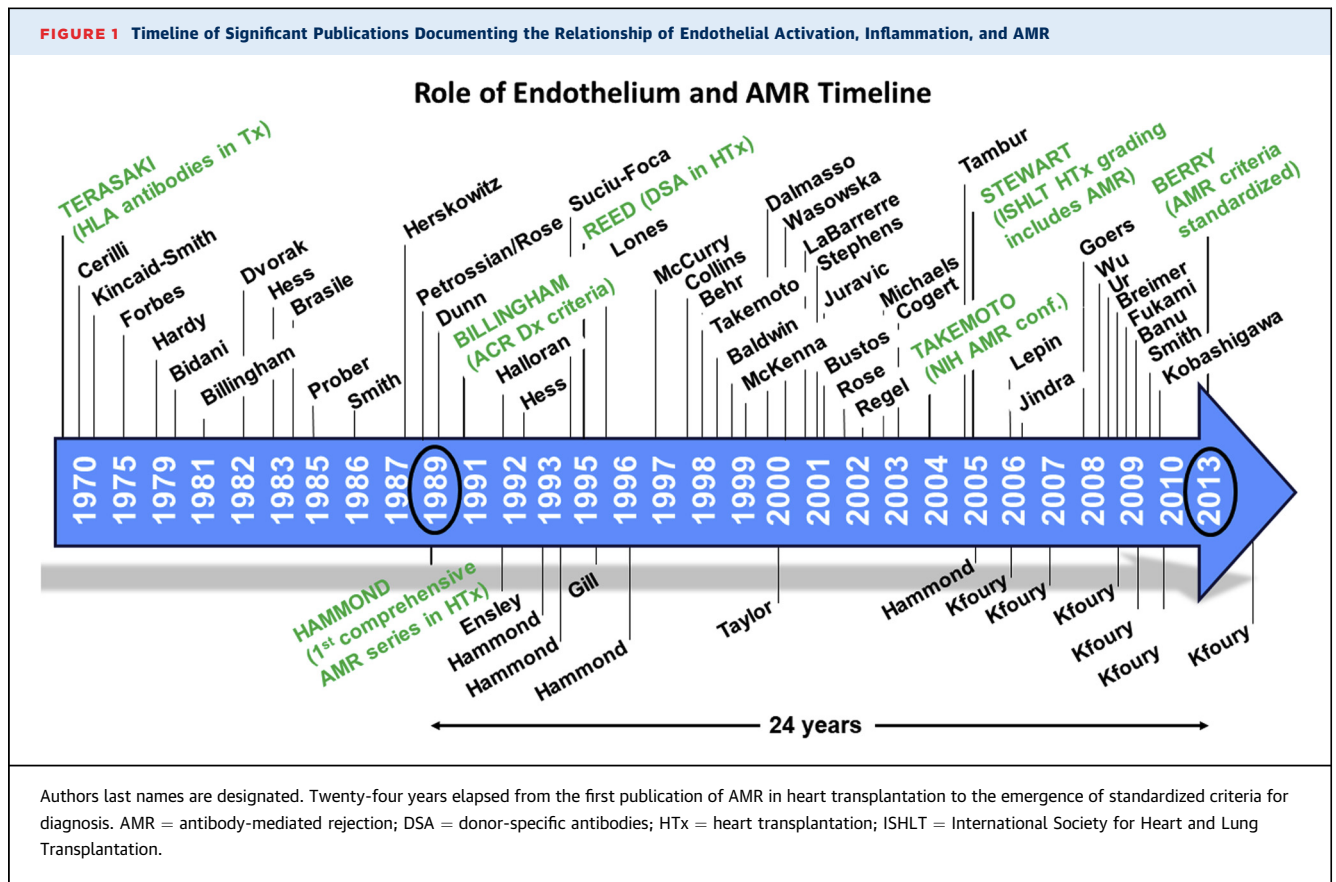 FIGURE 1 Timeline of Significant Publications Documenting the Relationship of Endothelial Activation, Inflammation, and AMR
Role of Endothelium and AMR Timeline
TERASAKI
(HLA antibodies in Tx)
Cerilli
Kincaid-Smith
Forbes
Hardy
Bidani
Billingham
Dvorak
Hess
Brasile
Prober
Smith
Herskowitz
Petrossian/Rose
Dunn
BILLINGHAM
(ACR Dx criteria)
Halloran
Hess
Suciu-Foca
REED (DSA in HTx)
Lones
McCurry
Collins
Behr
Takemoto
Baldwin
McKenna
Dalmasso
Wasowska
LaBarrerre
Stephens
Juravic
Bustos
Rose
Regel
Michaels
Cogert
TAKEMOTO
(NIH AMR conf.)
Tambur
STEWART
(ISHLT HTx grading
includes AMR)
Lepin
Jindra
Goers
Wu
Ur
Breimer
Fukami
Banu
Smith
Kobashigawa
BERRY
(AMR criteria
standardized)
1970
1975
1979
1981
1982
1983
1985
1986
1987
1989
1991
1992
1993
1995
1996
1997
1998
1999
2000
2001
2002
2003
2004
2005
2006
2007
2008
2009
2010
2013
HAMMOND
(1st comprehensive
AMR series in HTx)
Ensley
Hammond
Hammond
Gill
Hammond
Taylor
Hammond
Kfoury
Kfoury
Kfoury
Kfoury
Kfoury
Kfoury
24 years
Authors last names are designated. Twenty-four years elapsed from the first publication of AMR in heart transplantation to the emergence of standardized criteria for
diagnosis. AMR = antibody-mediated rejection; DSA = donor-specific antibodies; HTx = heart transplantation; ISHLT = International Society for Heart and Lung
Transplantation.